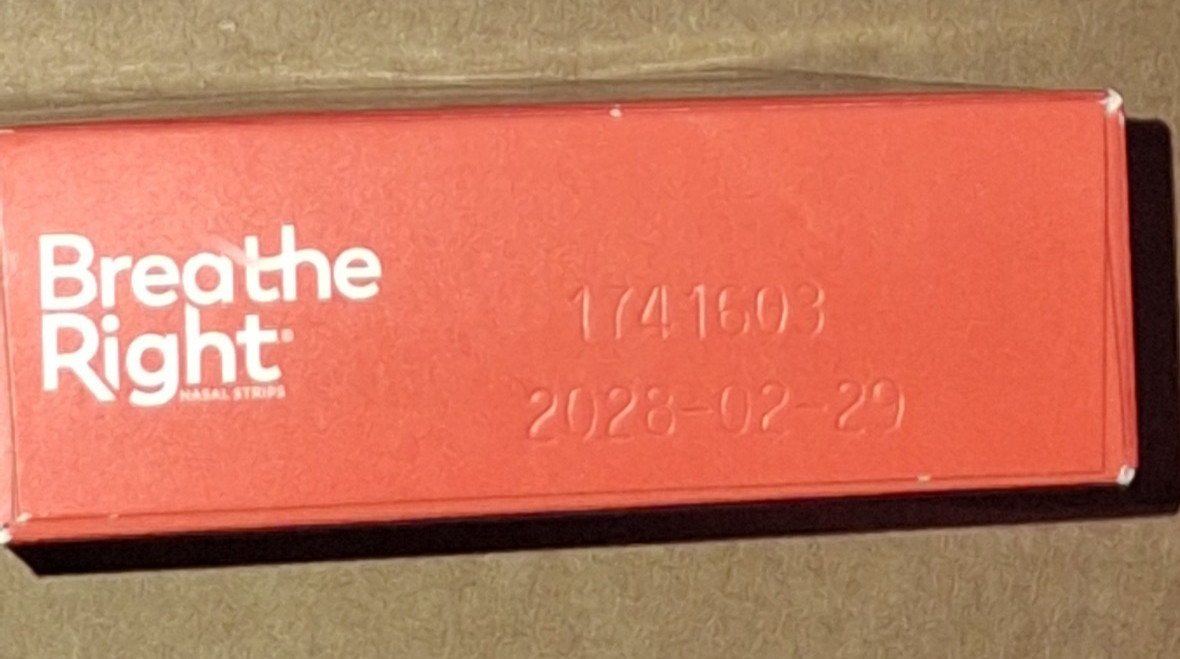 Breathe
Right®
NASAL STRIPS
1741603
2028-02-29